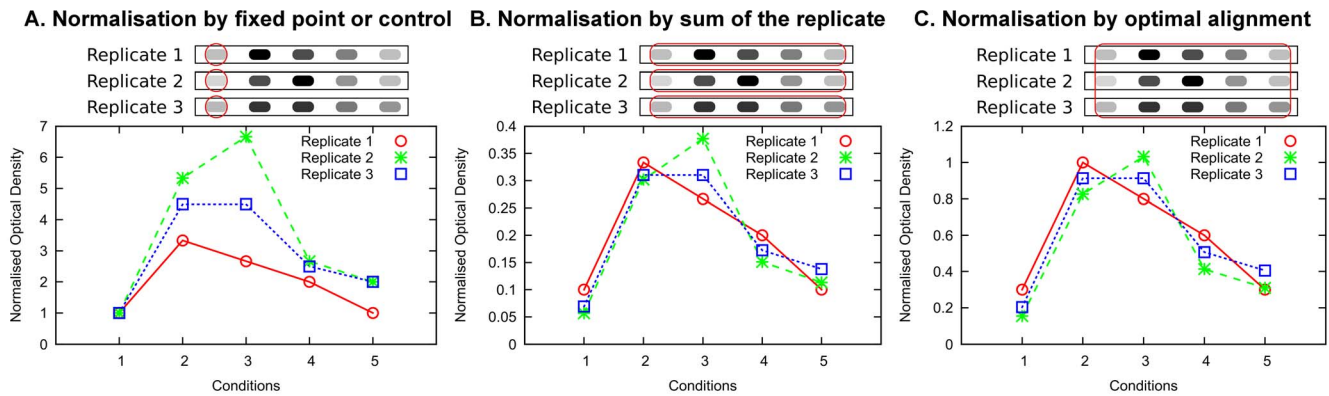 A. Normalisation by fixed point or control
Replicate 1
Replicate 2
Replicate 3
7
6
5
4
3
2
1
0
Normalised Optical Density
Replicate 1
Replicate 2
Replicate 3
1 2 3 4 5
Conditions
B. Normalisation by sum of the replicate
Replicate 1
Replicate 2
Replicate 3
0.4
0.35
0.3
0.25
0.2
0.15
0.1
0.05
0
Normalised Optical Density
Replicate 1
Replicate 2
Replicate 3
1 2 3 4 5
Conditions
C. Normalisation by optimal alignment
Replicate 1
Replicate 2
Replicate 3
1.2
1
0.8
0.6
0.4
0.2
0
Normalised Optical Density
Replicate 1
Replicate 2
Replicate 3
1 2 3 4 5
Conditions